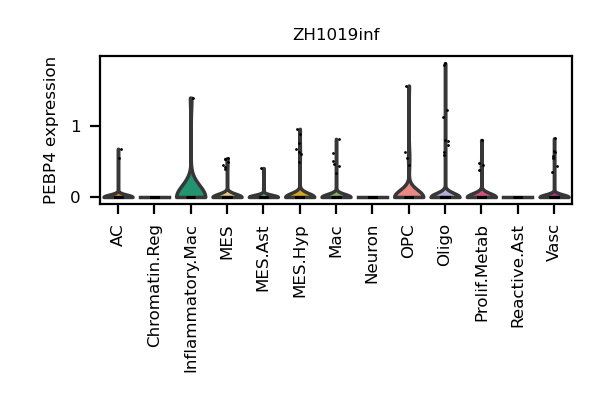 ZH1019inf
PEBP4 expression
1
0
AC
Chromatin.Reg
Inflammatory.Mac
MES
MES.Ast
MES.Hyp
Mac
Neuron
OPC
Oligo
Prolif.Metab
Reactive.Ast
Vasc